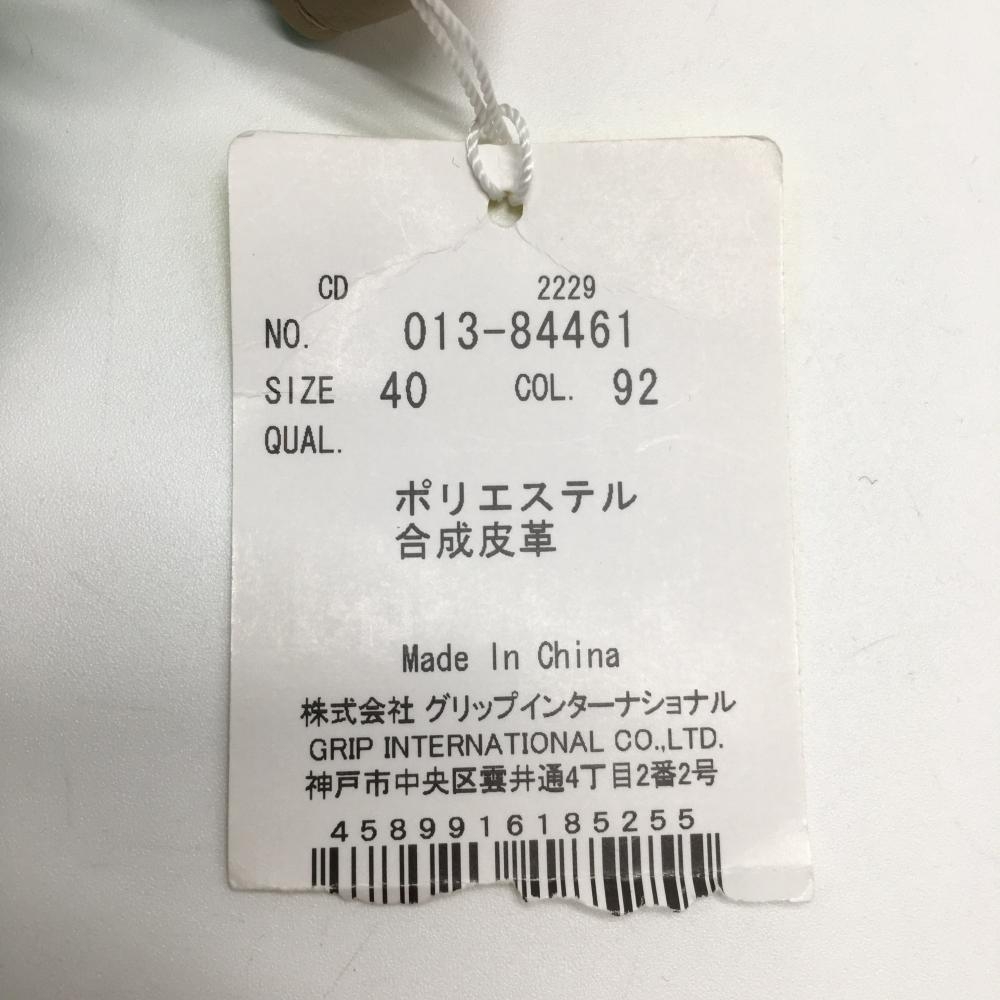 CD 2229
NO. 013-84461
SIZE 40 COL. 92
QUAL.
ポリエステル
合成皮革
Made In China
株式会社 グリップインターナショナル
GRIP INTERNATIONAL CO.,LTD.
神戸市中央区雲井通4丁目2番2号
4589916185255